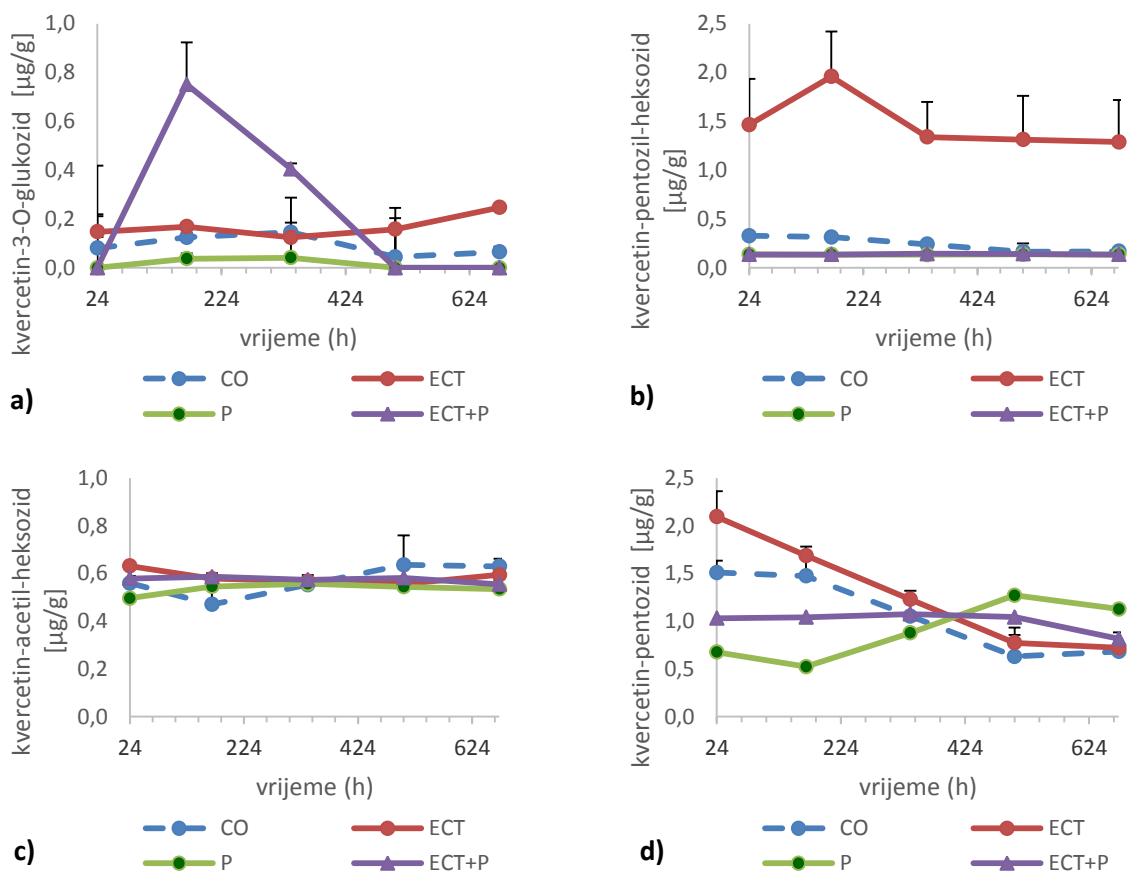 kvercetin-3-O-glukozid [µg/g]
1,0
0,8
0,6
0,4
0,2
0,0
24 224 424 624
vrijeme (h)
CO ECT
P ECT+P
a)
kvercetin-pentozil-heksozid
[µg/g]
2,5
2,0
1,5
1,0
0,5
0,0
24 224 424 624
vrijeme (h)
CO ECT
P ECT+P
b)
kvercetin-acetil-heksozid
[µg/g]
1,0
0,8
0,6
0,4
0,2
0,0
24 224 424 624
vrijeme (h)
CO ECT
P ECT+P
c)
kvercetin-pentozid [µg/g]
2,5
2,0
1,5
1,0
0,5
0,0
24 224 424 624
vrijeme (h)
CO ECT
P ECT+P
d)